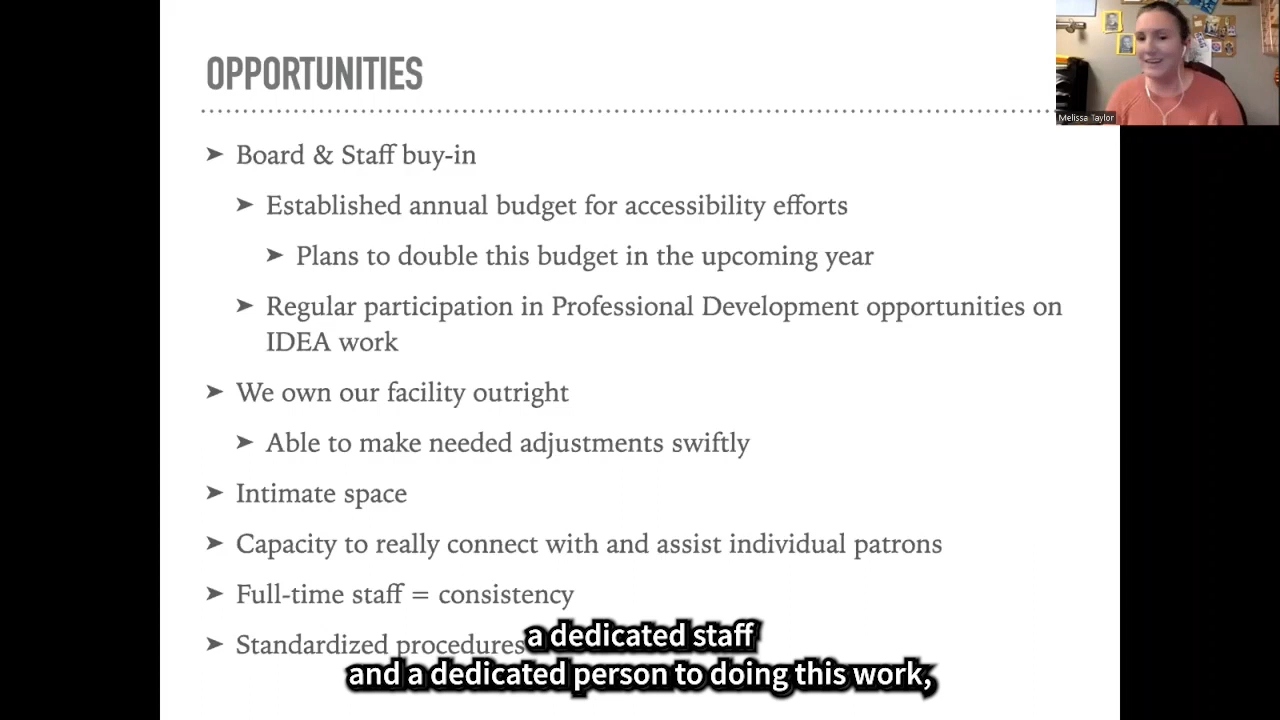 OPPORTUNITIES
Melissa Taylor
➤ Board & Staff buy-in
➤ Established annual budget for accessibility efforts
➤ Plans to double this budget in the upcoming year
➤ Regular participation in Professional Development opportunities on
IDEA work
➤ We own our facility outright
➤ Able to make needed adjustments swiftly
➤ Intimate space
➤ Capacity to really connect with and assist individual patrons
➤ Full-time staff = consistency
➤ Standardized procedures
a dedicated staff
and a dedicated person to doing this work,